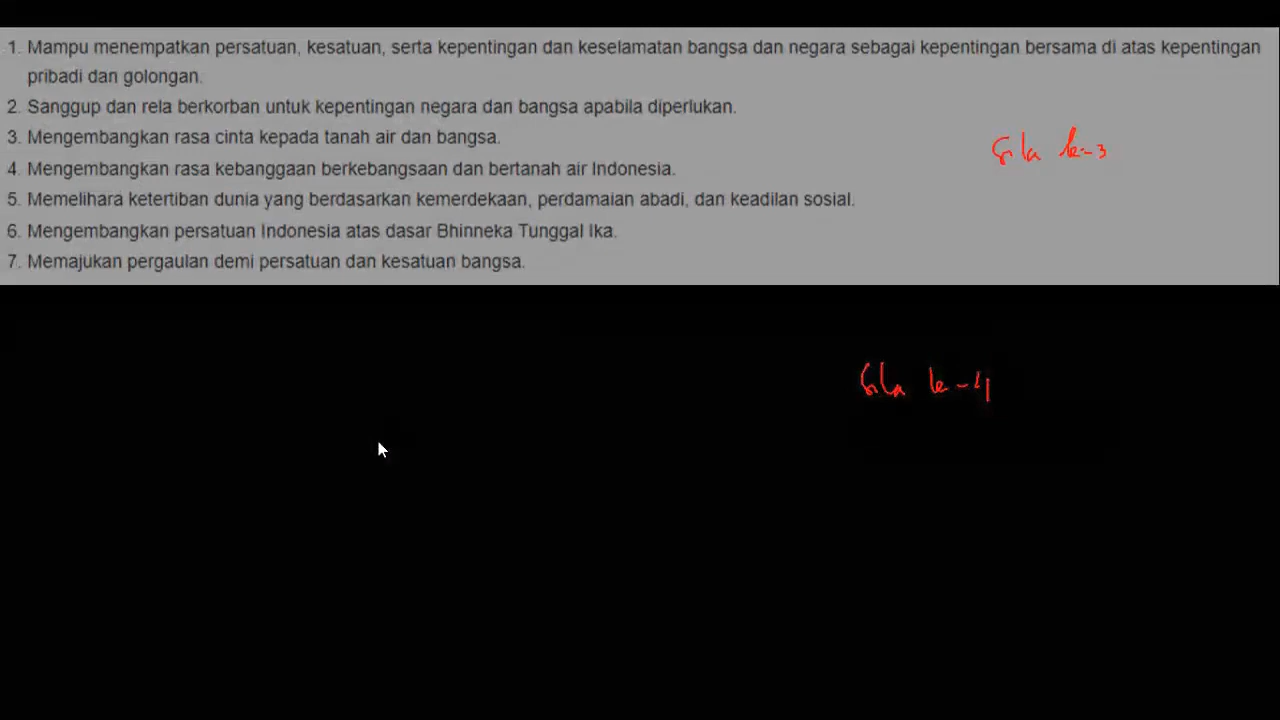 1. Mampu menempatkan persatuan, kesatuan, serta kepentingan dan keselamatan bangsa dan negara sebagai kepentingan bersama di atas kepentingan
pribadi dan golongan.
2. Sanggup dan rela berkorban untuk kepentingan negara dan bangsa apabila diperlukan.
3. Mengembangkan rasa cinta kepada tanah air dan bangsa.
Sila ke-3
4. Mengembangkan rasa kebanggaan berkebangsaan dan bertanah air Indonesia.
5. Memelihara ketertiban dunia yang berdasarkan kemerdekaan, perdamaian abadi, dan keadilan sosial.
6. Mengembangkan persatuan Indonesia atas dasar Bhinneka Tunggal Ika.
7. Memajukan pergaulan demi persatuan dan kesatuan bangsa.
Sila ke-4